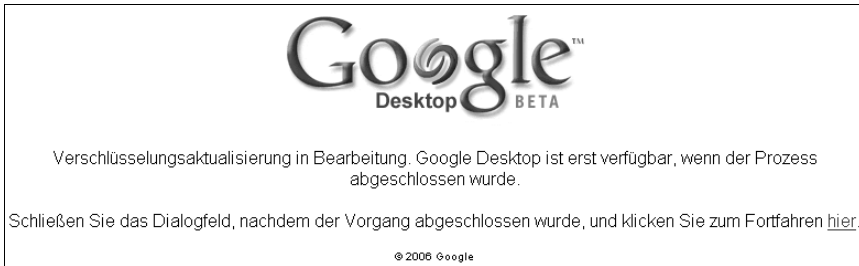 Google™
Desktop BETA
Verschlüsselungsaktualisierung in Bearbeitung. Google Desktop ist erst verfügbar, wenn der Prozess
abgeschlossen wurde.
Schließen Sie das Dialogfeld, nachdem der Vorgang abgeschlossen wurde, und klicken Sie zum Fortfahren hier.
© 2006 Google